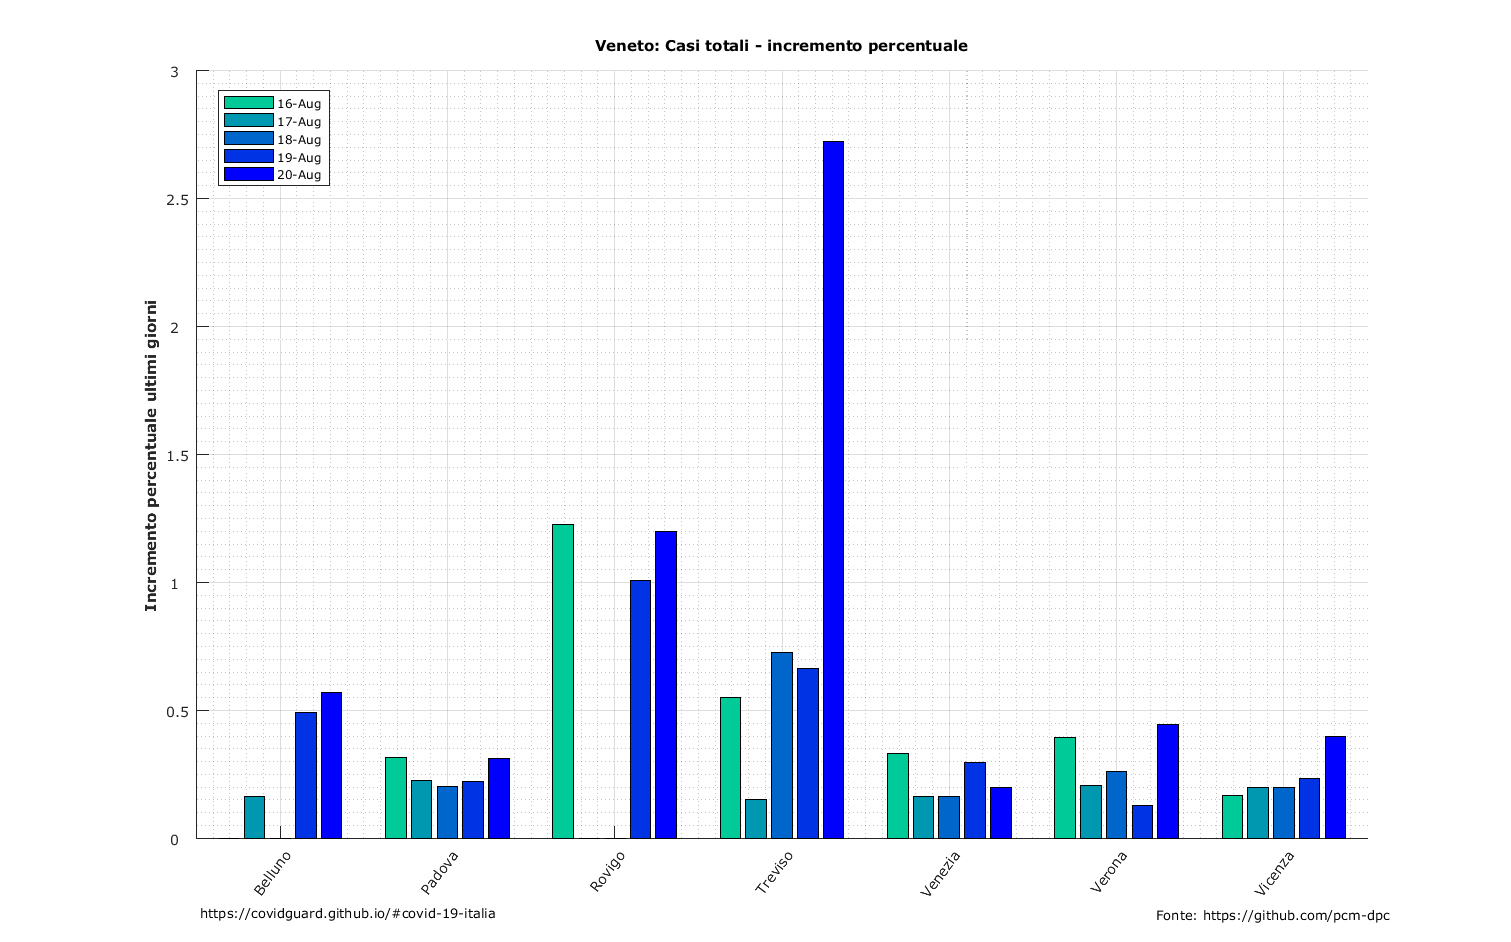 Veneto: Casi totali - incremento percentuale
3
2.5
2
1.5
1
0.5
0
Incremento percentuale ultimi giorni
16-Aug
17-Aug
18-Aug
19-Aug
20-Aug
Belluno
Padova
Rovigo
Treviso
Venezia
Verona
Vicenza
https://covidguard.github.io/#covid-19-italia
Fonte: https://github.com/pcm-dpc